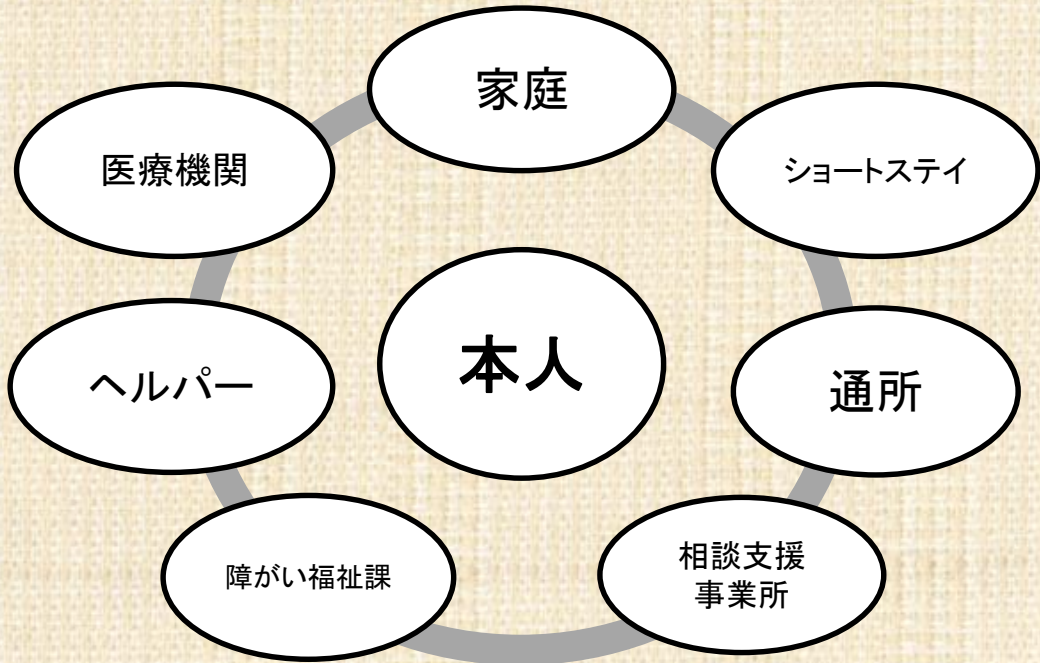 家庭
医療機関
ショートステイ
本人
ヘルパー
通所
障がい福祉課
相談支援
事業所